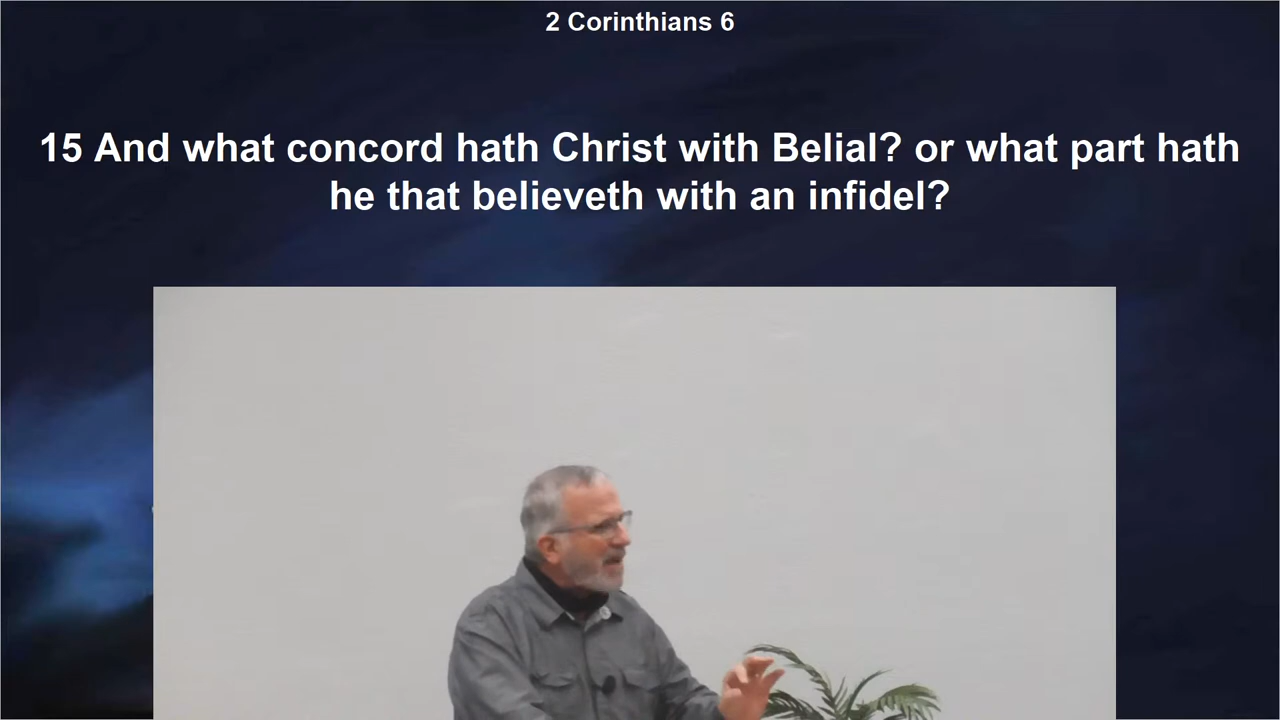 2 Corinthians 6
15 And what concord hath Christ with Belial? or what part hath
he that believeth with an infidel?